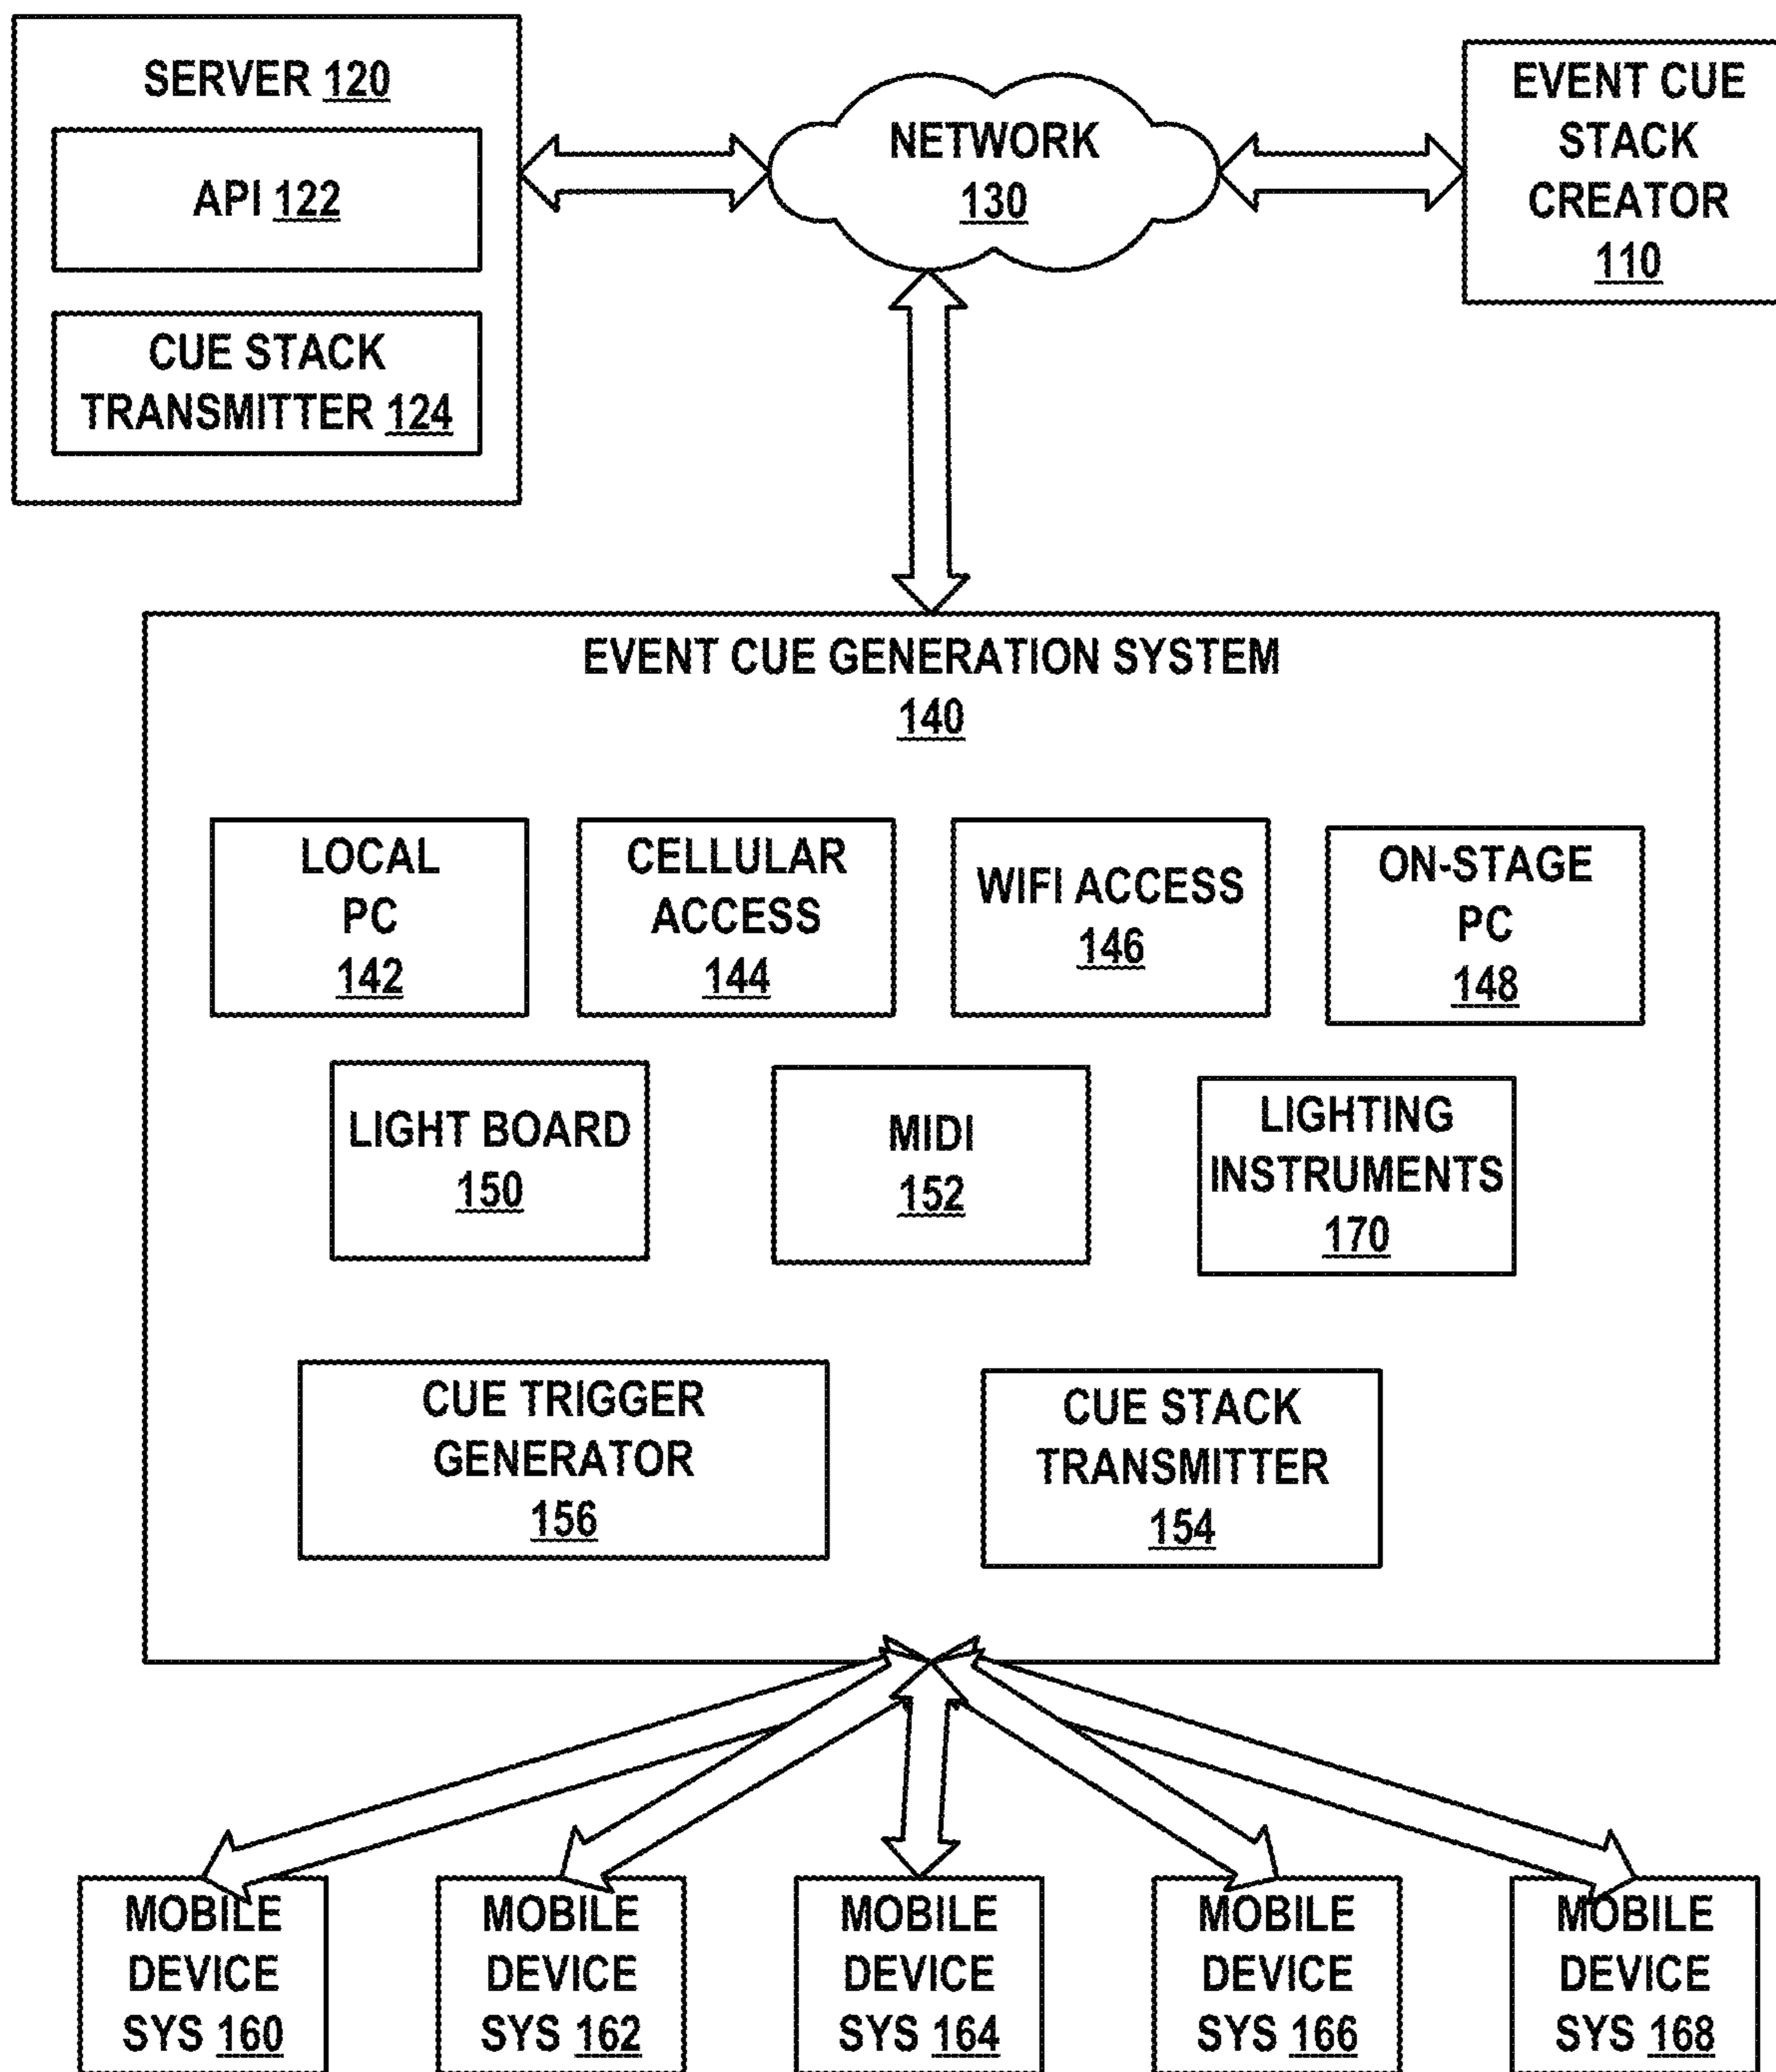 SERVER 120
API 122
CUE STACK
TRANSMITTER 124
NETWORK
130
EVENT CUE
STACK
CREATOR
110
EVENT CUE GENERATION SYSTEM
140
LOCAL
PC
142
CELLULAR
ACCESS
144
WIFI ACCESS
146
ON-STAGE
PC
148
LIGHT BOARD
150
MIDI
152
LIGHTING
INSTRUMENTS
170
CUE TRIGGER
GENERATOR
156
CUE STACK
TRANSMITTER
154
MOBILE
DEVICE
SYS 160
MOBILE
DEVICE
SYS 162
MOBILE
DEVICE
SYS 164
MOBILE
DEVICE
SYS 166
MOBILE
DEVICE
SYS 168